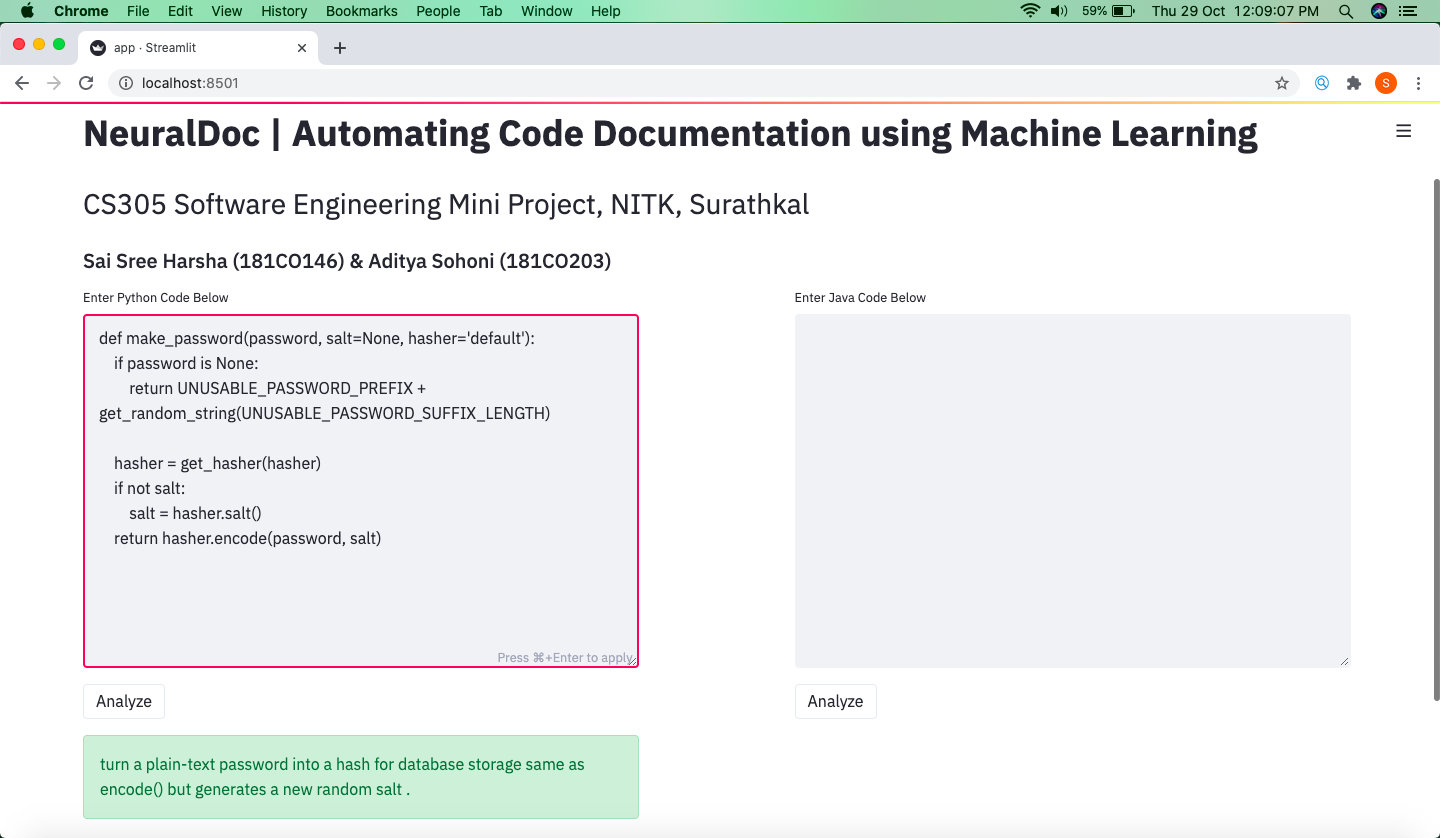 Chrome File Edit View History Bookmarks People Tab Window Help 59% Thu 29 Oct 12:09:07 PM
app · Streamlit
localhost:8501 S
NeuralDoc | Automating Code Documentation using Machine Learning
CS305 Software Engineering Mini Project, NITK, Surathkal
Sai Sree Harsha (181CO146) & Aditya Sohoni (181CO203)
Enter Python Code Below
def make_password(password, salt=None, hasher='default'):
if password is None:
return UNUSABLE_PASSWORD_PREFIX +
get_random_string(UNUSABLE_PASSWORD_SUFFIX_LENGTH)
hasher = get_hasher(hasher)
if not salt:
salt = hasher.salt()
return hasher.encode(password, salt)
Press ⌘+Enter to apply
Analyze
turn a plain-text password into a hash for database storage same as
encode() but generates a new random salt .
Enter Java Code Below
Analyze